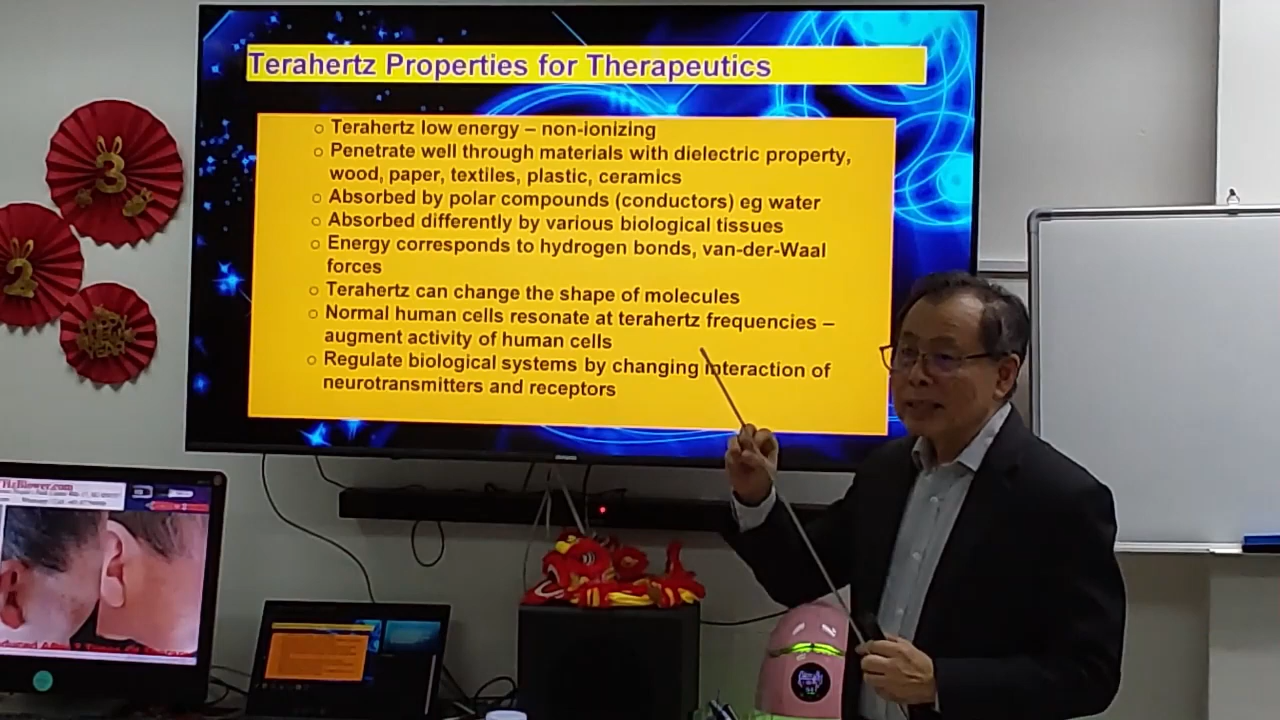 Terahertz Properties for Therapeutics
Terahertz low energy – non-ionizing
Penetrate well through materials with dielectric property,
wood, paper, textiles, plastic, ceramics
Absorbed by polar compounds (conductors) eg water
Absorbed differently by various biological tissues
Energy corresponds to hydrogen bonds, van-der-Waal
forces
Terahertz can change the shape of molecules
Normal human cells resonate at terahertz frequencies –
augment activity of human cells
Regulate biological systems by changing interaction of
neurotransmitters and receptors
3
2